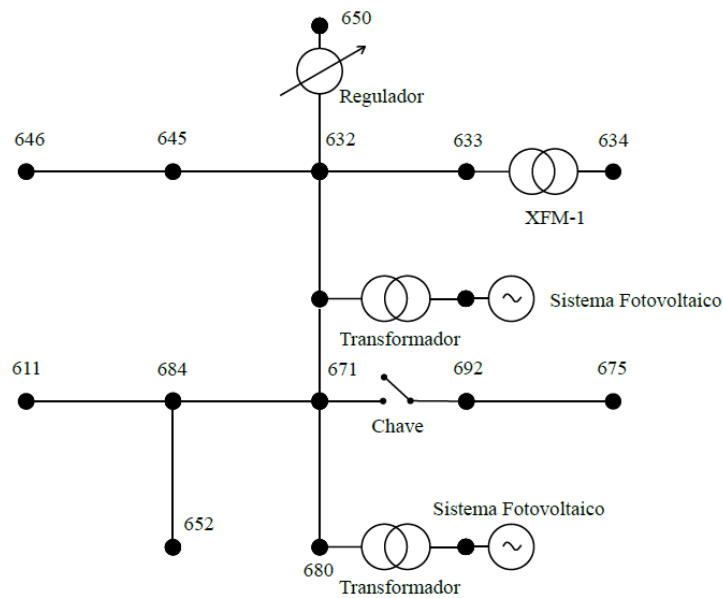 650
Regulador
646
645
632
633
634
XFM-1
Sistema Fotovoltaico
Transformador
611
684
671
692
675
Chave
652
Sistema Fotovoltaico
680
Transformador